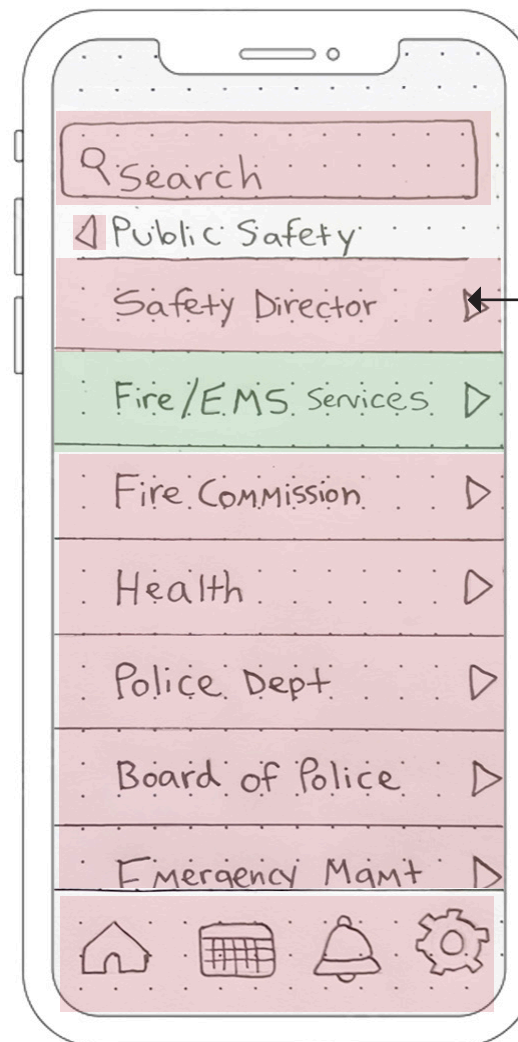 Search
Public Safety
Safety Director
Fire/EMS Services
Fire Commission
Health
Police Dept
Board of Police
Emergency Mgmt